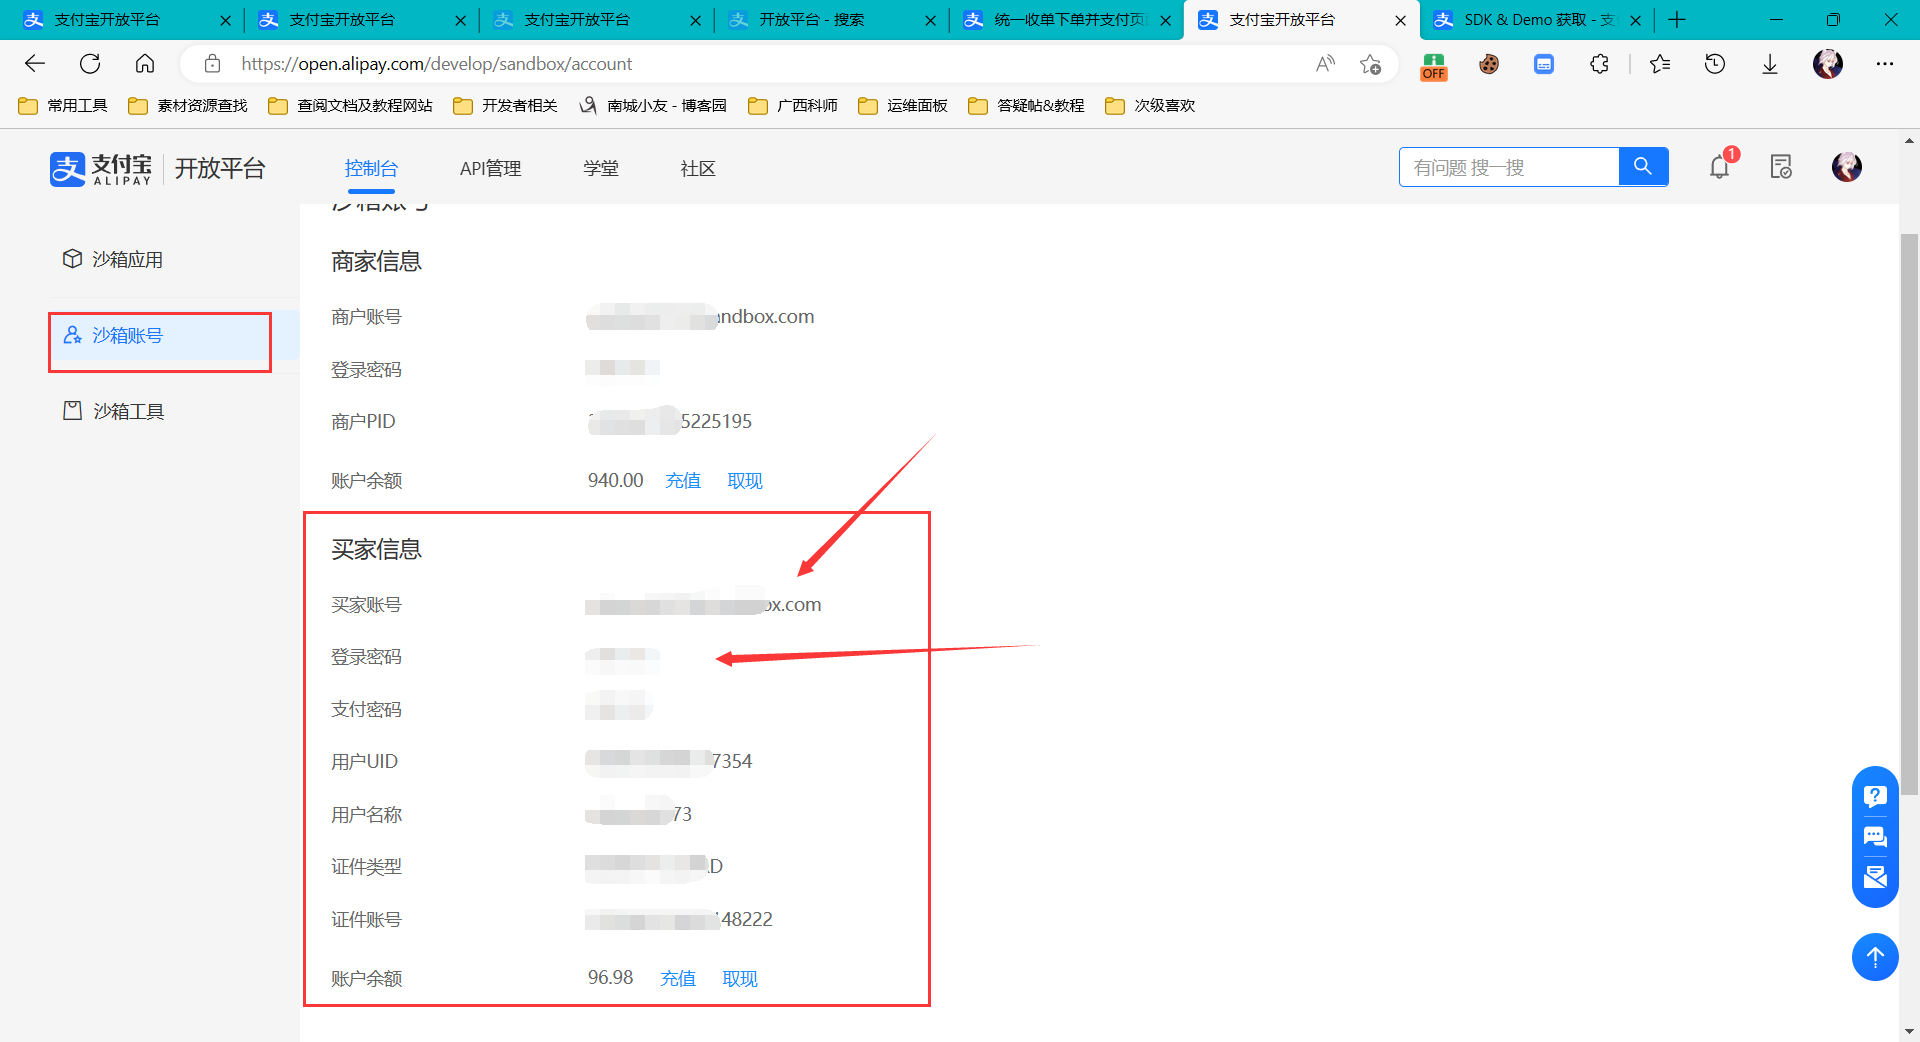 支付宝开放平台
支付宝开放平台
支付宝开放平台
开放平台 - 搜索
统一收单下单并支付页
支付宝开放平台
SDK & Demo 获取 - 支
https://open.alipay.com/develop/sandbox/account
OFF
常用工具
素材资源查找
查阅文档及教程网站
开发者相关
南城小友 - 博客园
广西科师
运维面板
答疑帖&教程
次级喜欢
支付宝
ALIPAY
开放平台
控制台
API管理
学堂
社区
有问题 搜一搜
1
沙箱应用
沙箱账号
沙箱工具
沙箱账号
商家信息
商户账号 ndbox.com
登录密码
商户PID 5225195
账户余额 940.00 充值 取现
买家信息
买家账号 ox.com
登录密码
支付密码
用户UID 7354
用户名称 73
证件类型 D
证件账号 48222
账户余额 96.98 充值 取现